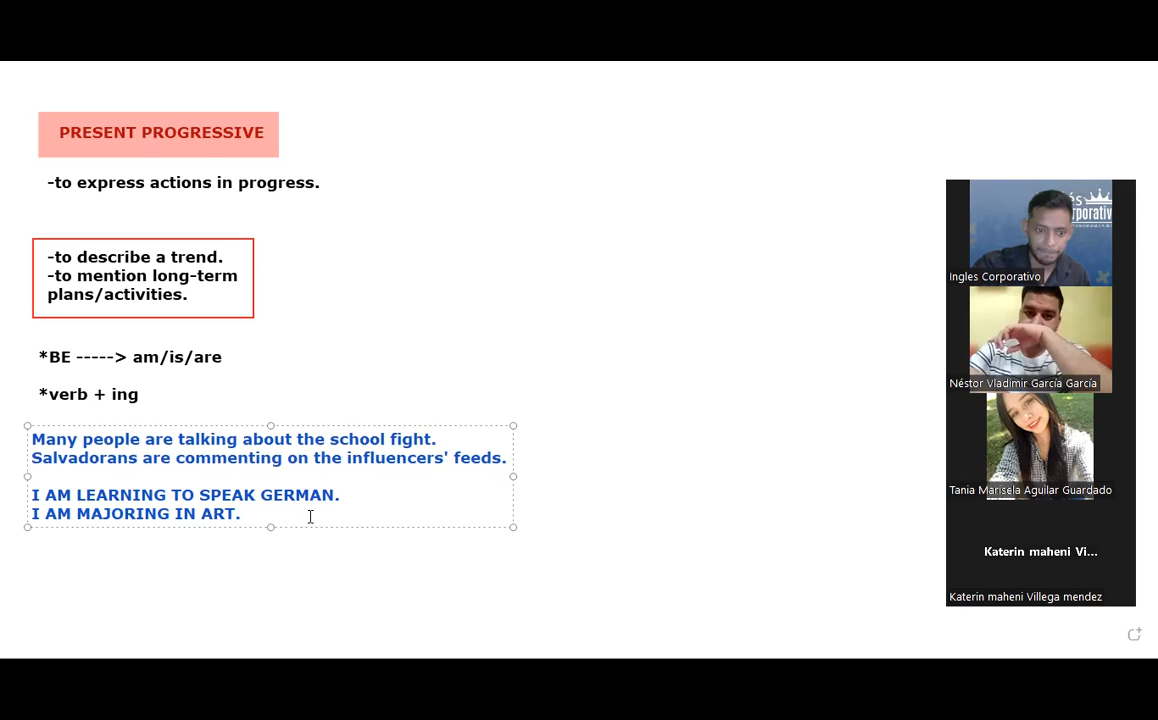 PRESENT PROGRESSIVE
-to express actions in progress.
-to describe a trend.
-to mention long-term
plans/activities.
*BE -----> am/is/are
*verb + ing
Many people are talking about the school fight.
Salvadorans are commenting on the influencers' feeds.
I AM LEARNING TO SPEAK GERMAN.
I AM MAJORING IN ART.
Ingles Corporativo
Néstor Vladimir García García
Tania Marisela Aguilar Guardado
Katerin maheni Vi...
Katerin maheni Villega mendez